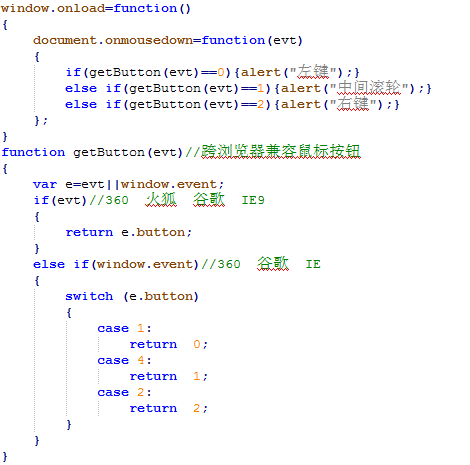 window.onload=function()
{
    document.onmousedown=function(evt)
    {
        if(getButton(evt)==0){alert("左键");}
        else if(getButton(evt)==1){alert("中间滚轮");}
        else if(getButton(evt)==2){alert("右键");}
    };
}
function getButton(evt)//跨浏览器兼容鼠标按钮
{
    var e=evt||window.event;
    if(evt)//360  火狐  谷歌  IE9
    {
        return e.button;
    }
    else if(window.event)//360  谷歌  IE
    {
        switch (e.button)
        {
            case 1:
                return  0;
            case 4:
                return  1;
            case 2:
                return  2;
        }
    }
}